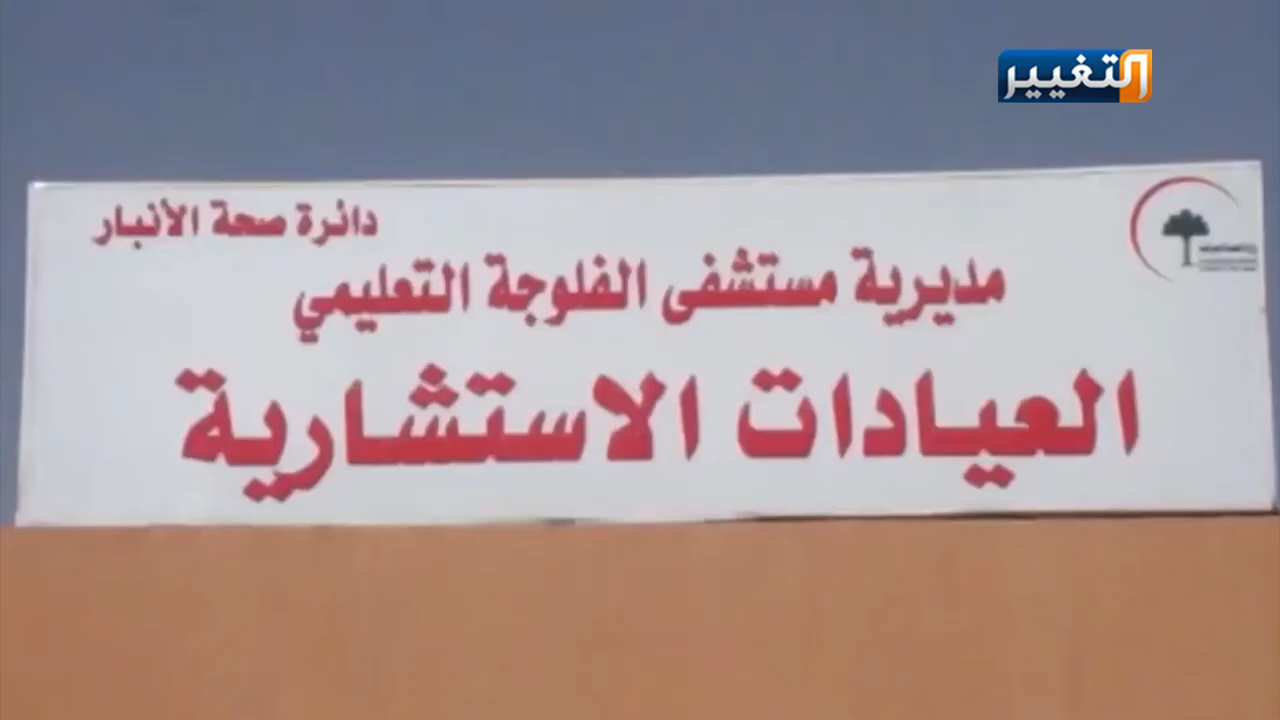 التغيير
دائرة صحة الأنبار
مديرية مستشفى الفلوجة التعليمي
العيادات الاستشارية